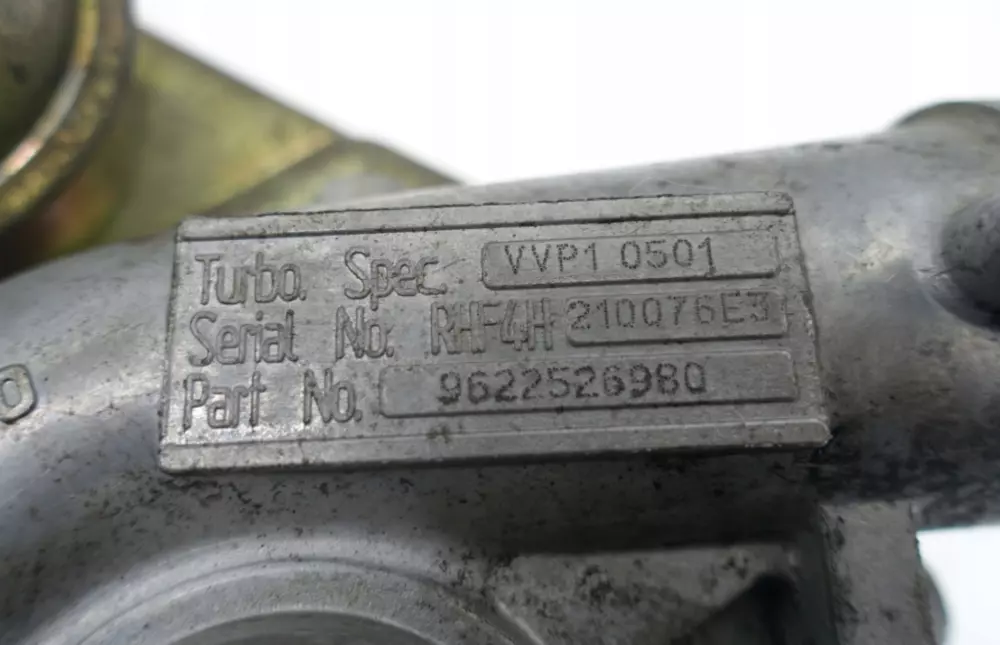 Turbo. Spec. VVP1 0501
Serial No. RHF4H 210076E3
Part No. 9622526980